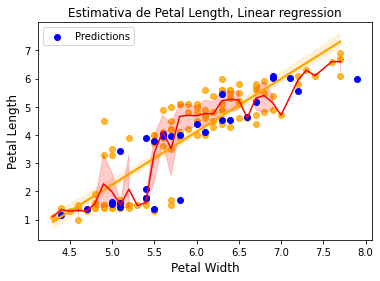 Estimativa de Petal Length, Linear regression
Predictions
8
7
6
5
4
3
2
1
Petal Length
4.5 5.0 5.5 6.0 6.5 7.0 7.5 8.0
Petal Width